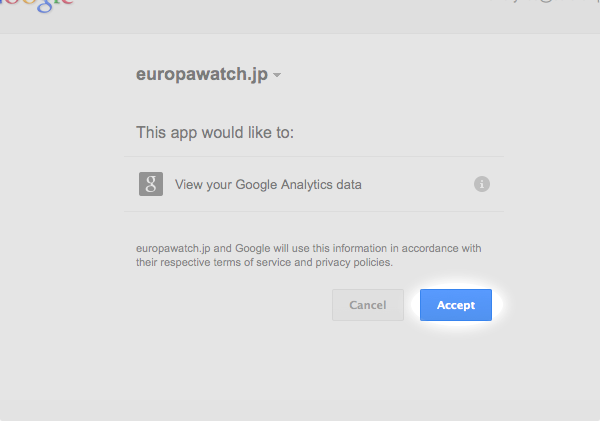 Google
europawatch.jp
This app would like to:
g View your Google Analytics data i
europawatch.jp and Google will use this information in accordance with
their respective terms of service and privacy policies.
Cancel Accept